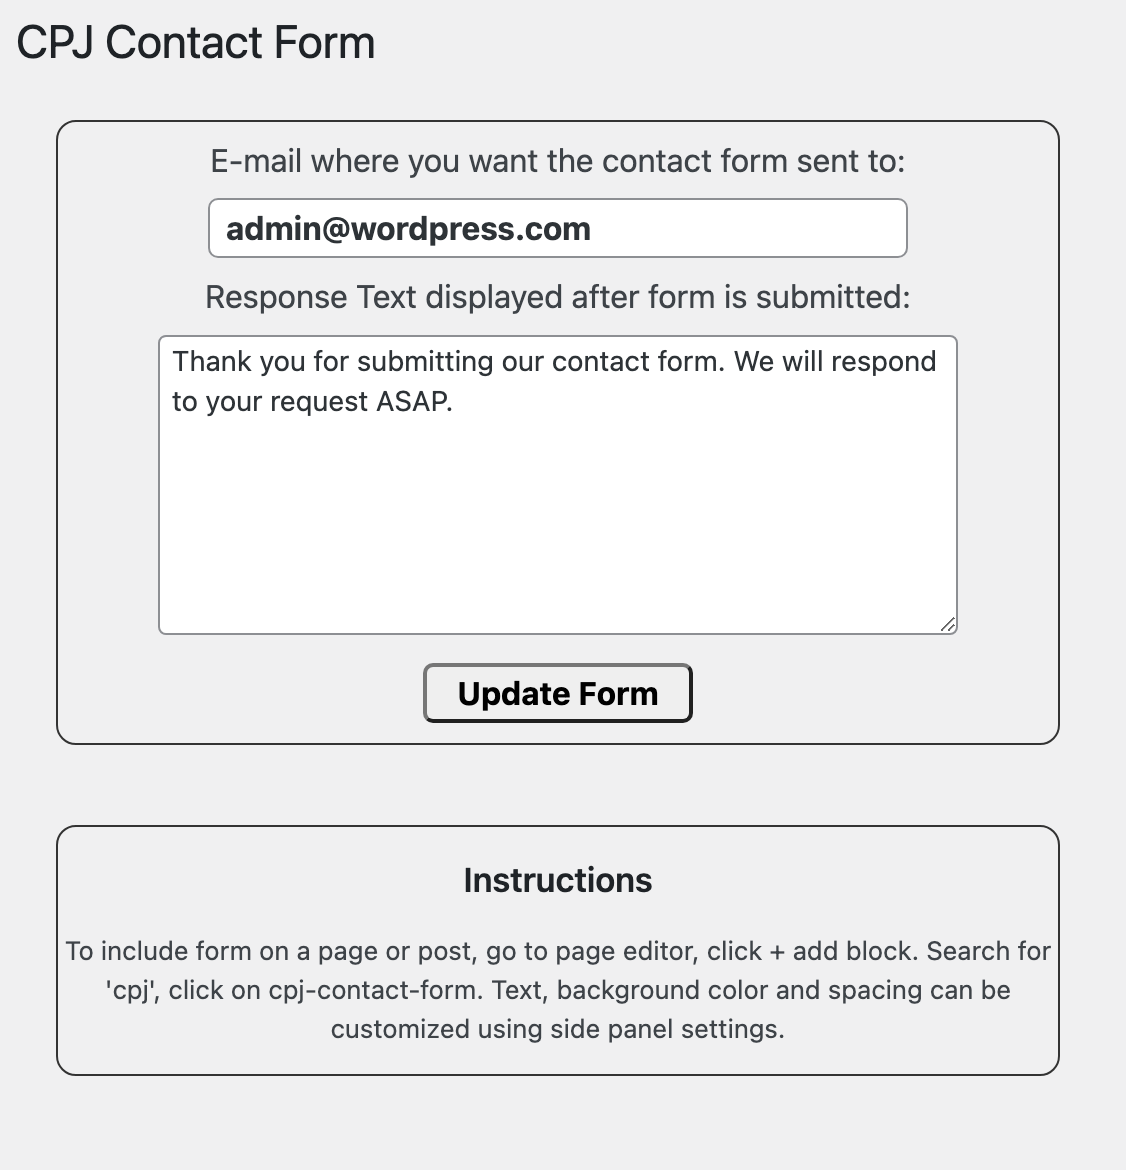 CPJ Contact Form
E-mail where you want the contact form sent to:
admin@wordpress.com
Response Text displayed after form is submitted:
Thank you for submitting our contact form. We will respond
to your request ASAP.
Update Form
Instructions
To include form on a page or post, go to page editor, click + add block. Search for
'cpj', click on cpj-contact-form. Text, background color and spacing can be
customized using side panel settings.